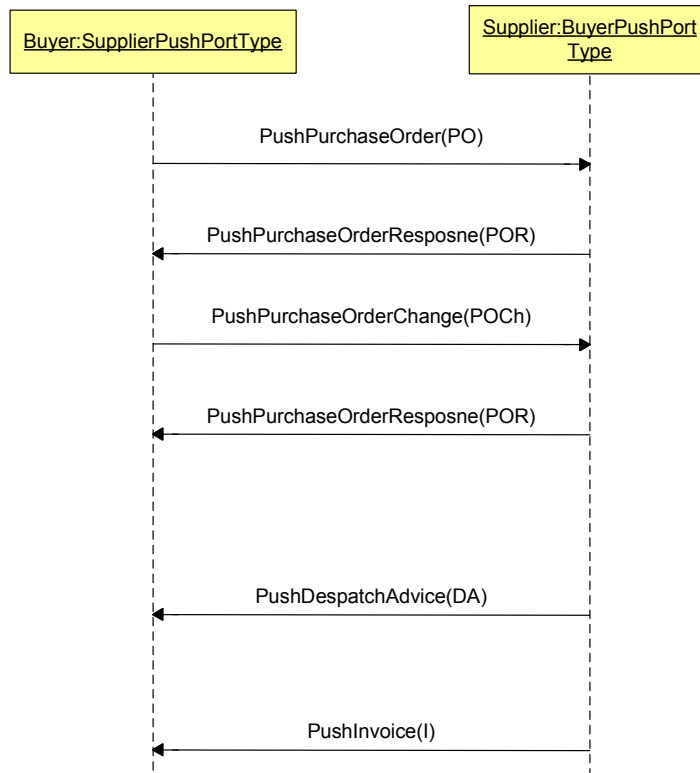 Buyer:SupplierPushPortType
Supplier:BuyerPushPort
Type
PushPurchaseOrder(PO)
PushPurchaseOrderResposne(POR)
PushPurchaseOrderChange(POCh)
PushPurchaseOrderResposne(POR)
PushDespatchAdvice(DA)
PushInvoice(I)